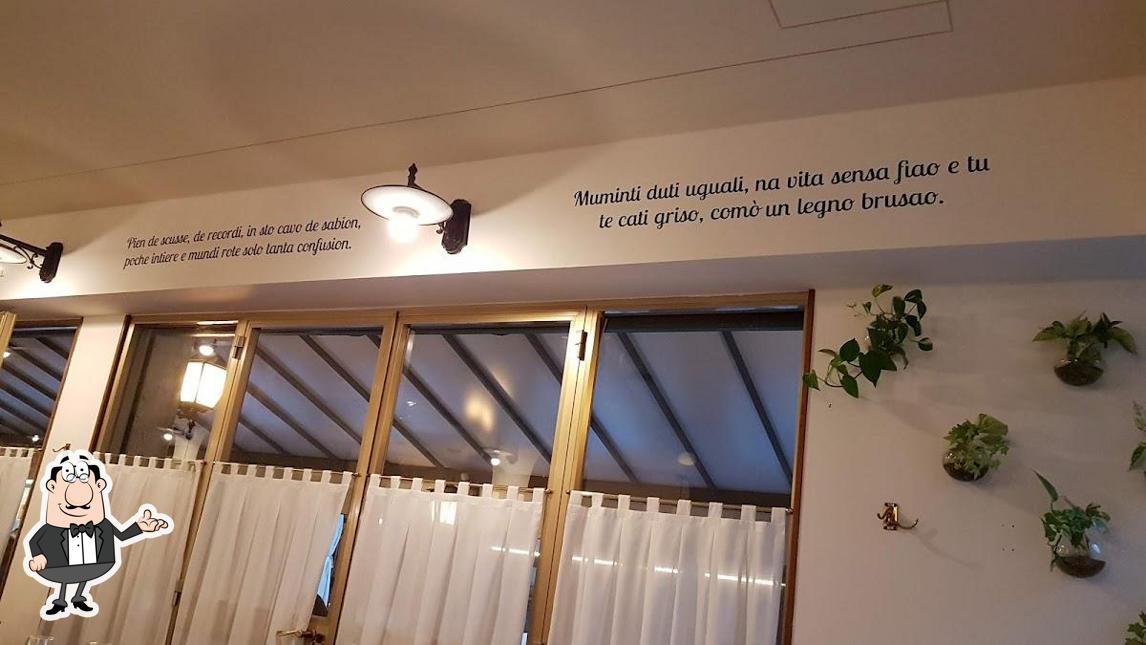 Pien de scusse, de recordi, in sto cavo de sabion,
poche intiere e mundi rote solo tanta confusion.
Muminti duti uguali, na vita sensa fiao e tu
te cati griso, comò un legno brusao.